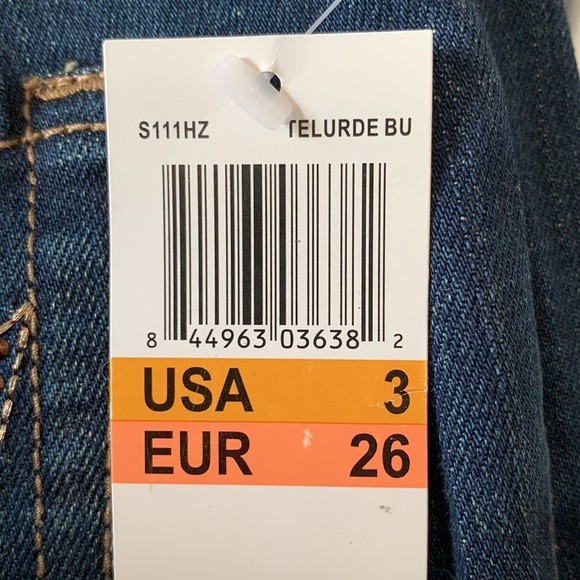 S111HZ TELURDE BU
8 44963 03638 2
USA 3
EUR 26